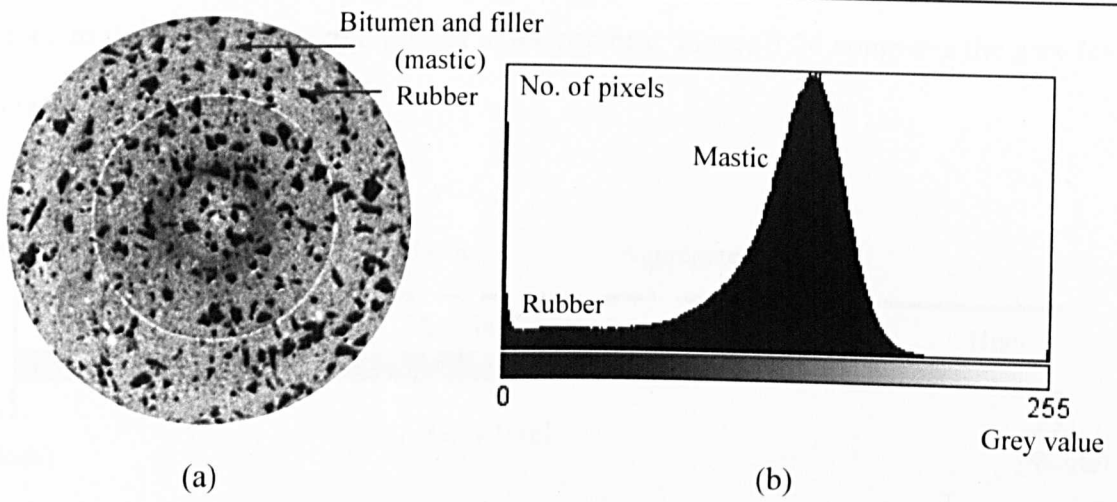 Bitumen and filler
(mastic)
Rubber
No. of pixels
Mastic
Rubber
0
255
Grey value
(a)
(b)